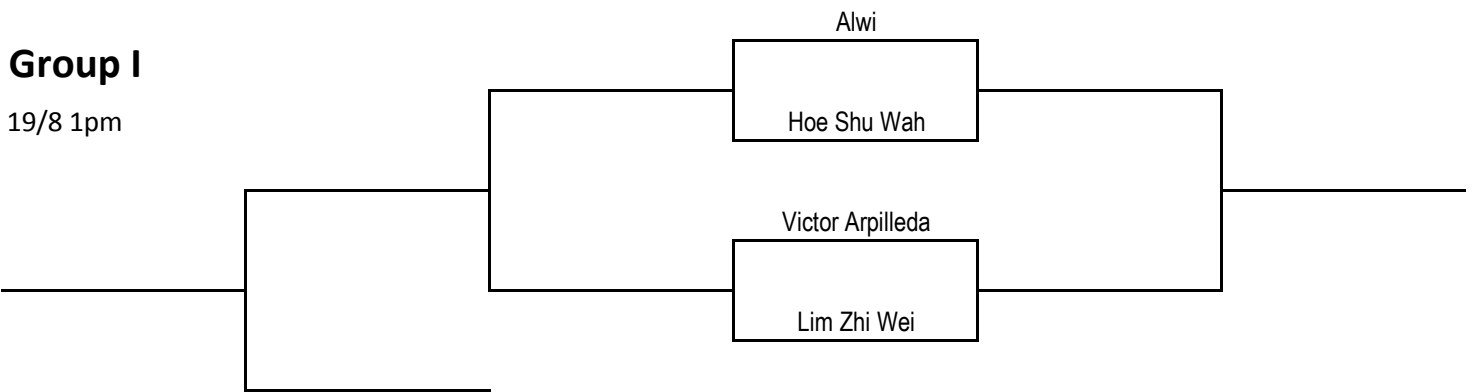 Alwi
Group I
19/8 1pm
Hoe Shu Wah
Victor Arpilleda
Lim Zhi Wei